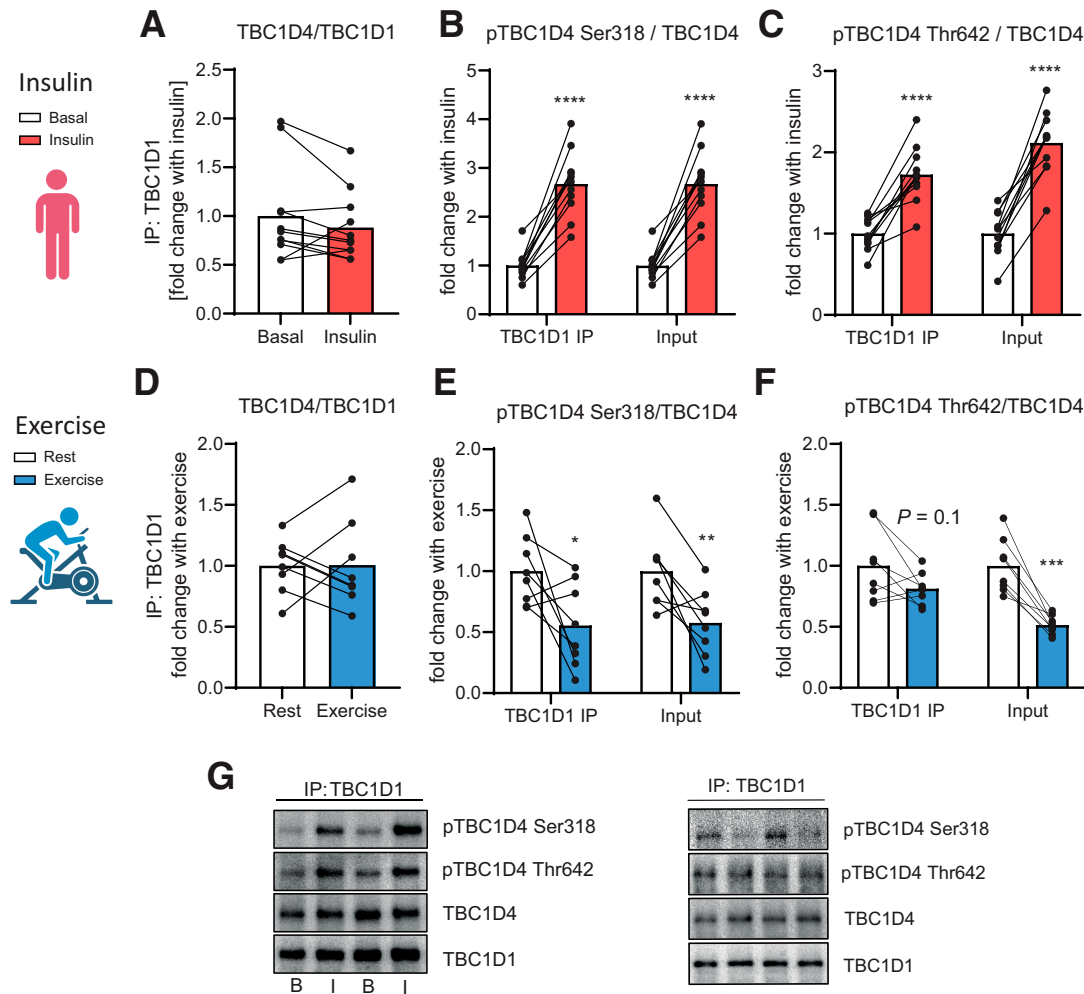 A
TBC1D4/TBC1D1
B
pTBC1D4 Ser318 / TBC1D4
C
pTBC1D4 Thr642 / TBC1D4
Insulin
Basal
Insulin
IP: TBC1D1
[fold change with insulin]
2.5
2.0
1.5
1.0
0.5
0.0
Basal
Insulin
fold change with insulin
5
4
3
2
1
0
****
****
TBC1D1 IP
Input
fold change with insulin
3
2
1
0
****
****
TBC1D1 IP
Input
D
TBC1D4/TBC1D1
E
pTBC1D4 Ser318/TBC1D4
F
pTBC1D4 Thr642/TBC1D4
Exercise
Rest
Exercise
IP: TBC1D1
fold change with exercise
2.0
1.5
1.0
0.5
0.0
Rest
Exercise
fold change with exercise
2.0
1.5
1.0
0.5
0.0
*
**
TBC1D1 IP
Input
fold change with exercise
2.0
1.5
1.0
0.5
0.0
P = 0.1
***
TBC1D1 IP
Input
G
IP: TBC1D1
pTBC1D4 Ser318
pTBC1D4 Thr642
TBC1D4
TBC1D1
B I B I
IP: TBC1D1
pTBC1D4 Ser318
pTBC1D4 Thr642
TBC1D4
TBC1D1